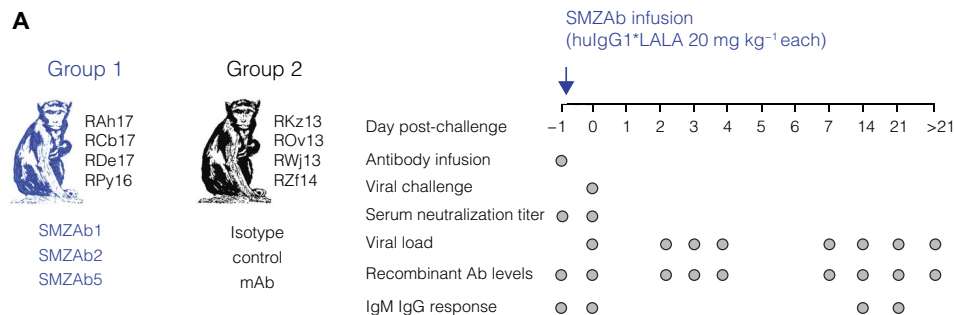 A
SMZAb infusion
(huIgG1*LALA 20 mg kg⁻¹ each)
Group 1
Group 2
RAh17
RCb17
RDe17
RPy16
RKz13
ROv13
RWj13
RZf14
SMZAb1
SMZAb2
SMZAb5
Isotype
control
mAb
Day post-challenge −1 0 1 2 3 4 5 6 7 14 21 >21
Antibody infusion
Viral challenge
Serum neutralization titer
Viral load
Recombinant Ab levels
IgM IgG response